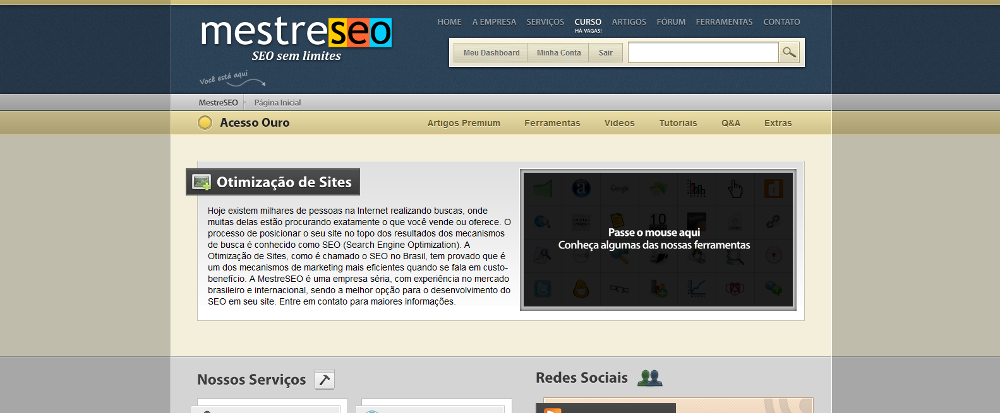 mestreseo
SEO sem limites
HOME A EMPRESA SERVIÇOS CURSO ARTIGOS FÓRUM FERRAMENTAS CONTATO
HÁ VAGAS!
Meu Dashboard Minha Conta Sair
Você está aqui
MestreSEO Página Inicial
Acesso Ouro
Artigos Premium Ferramentas Videos Tutoriais Q&A Extras
Otimização de Sites
Hoje existem milhares de pessoas na Internet realizando buscas, onde
muitas delas estão procurando exatamente o que você vende ou oferece. O
processo de posicionar o seu site no topo dos resultados dos mecanismos
de busca é conhecido como SEO (Search Engine Optimization). A
Otimização de Sites, como é chamado o SEO no Brasil, tem provado que é
um dos mecanismos de marketing mais eficientes quando se fala em custo-
benefício. A MestreSEO é uma empresa séria, com experiência no mercado
brasileiro e internacional, sendo a melhor opção para o desenvolvimento do
SEO em seu site. Entre em contato para maiores informações.
Google
<meta>
</tags>
10
Passe o mouse aqui
Conheça algumas das nossas ferramentas
Nossos Serviços
Redes Sociais